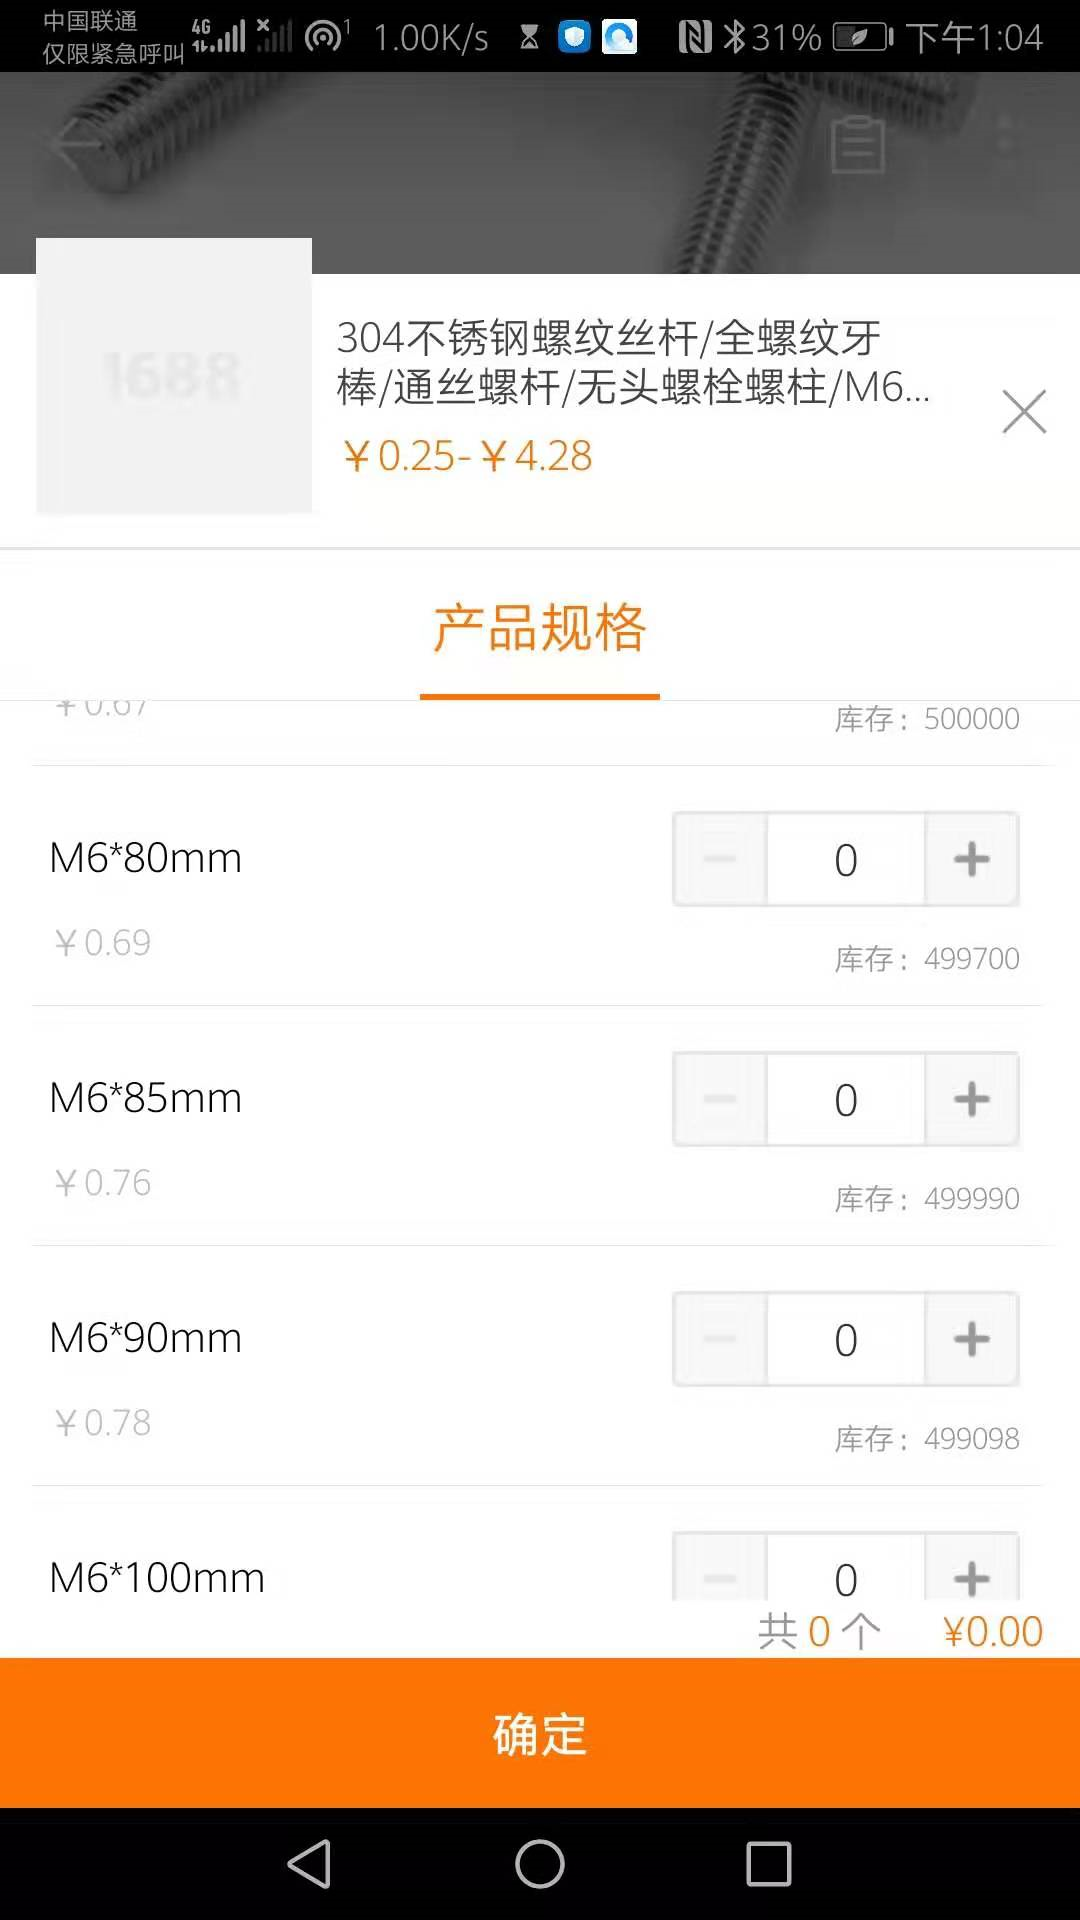 中国联通
仅限紧急呼叫 4G 1 1.00K/s 31% 下午1:04
1688
304不锈钢螺纹丝杆/全螺纹牙
棒/通丝螺杆/无头螺栓螺柱/M6...
¥0.25-¥4.28
产品规格
¥0.67
库存：500000
M6*80mm
0
¥0.69
库存：499700
M6*85mm
0
¥0.76
库存：499990
M6*90mm
0
¥0.78
库存：499098
M6*100mm
0
共0个 ¥0.00
确定